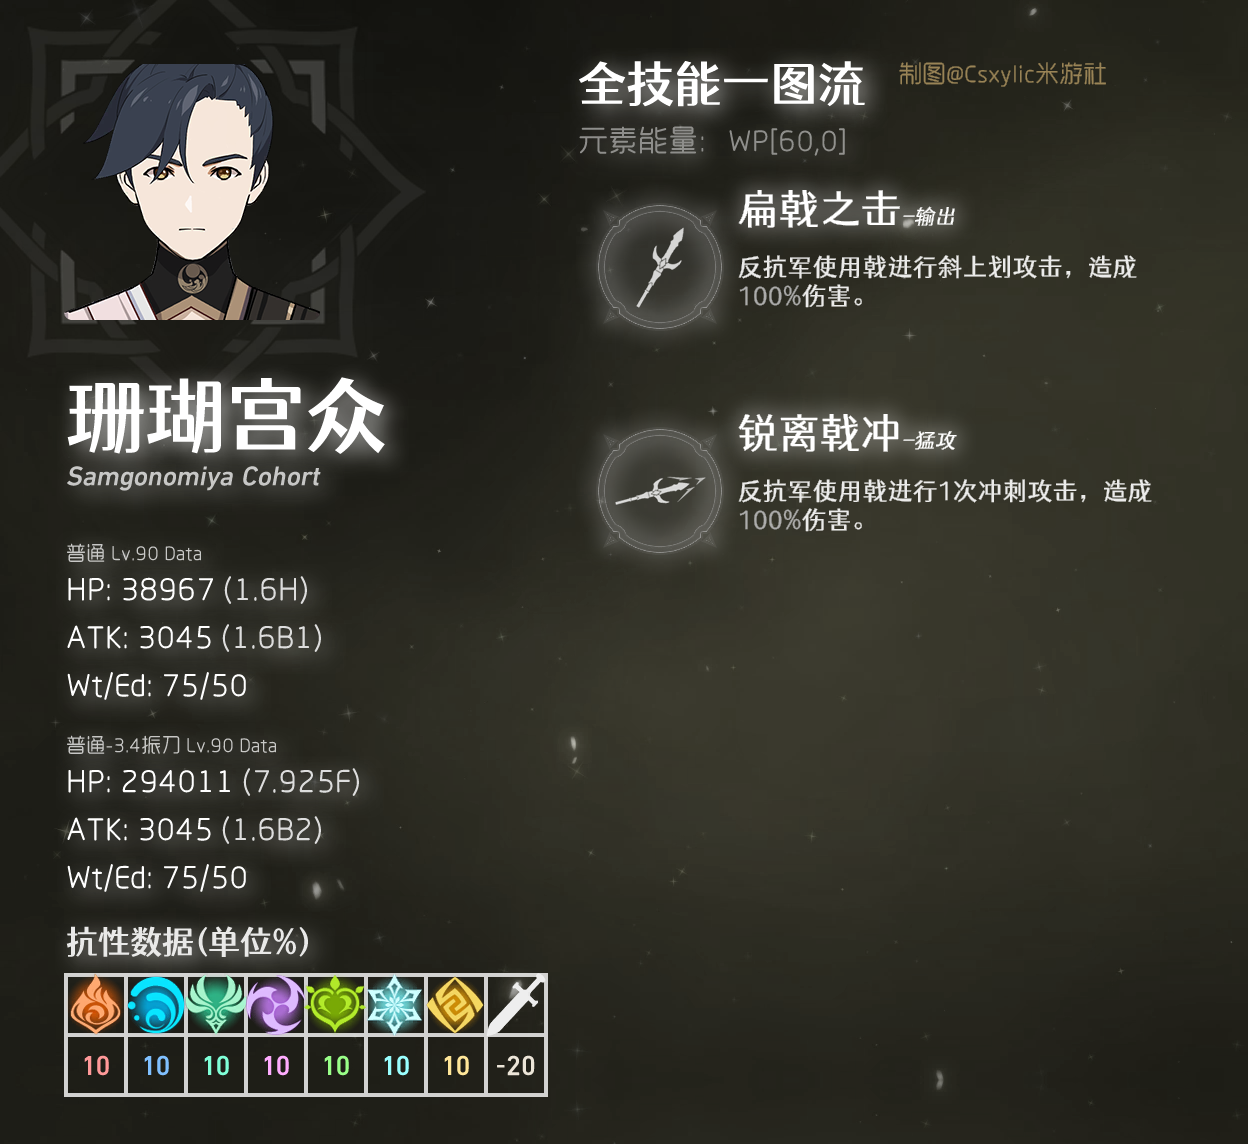 全技能一图流
制图@Csxylic米游社
元素能量: WP[60,0]
扁戟之击-输出
反抗军使用戟进行斜上划攻击，造成
100%伤害。
锐离戟冲-猛攻
反抗军使用戟进行1次冲刺攻击，造成
100%伤害。
珊瑚宫众
Samgonomiya Cohort
普通 Lv.90 Data
HP: 38967 (1.6H)
ATK: 3045 (1.6B1)
Wt/Ed: 75/50
普通-3.4振刀 Lv.90 Data
HP: 294011 (7.925F)
ATK: 3045 (1.6B2)
Wt/Ed: 75/50
抗性数据(单位%)
10 10 10 10 10 10 10 -20